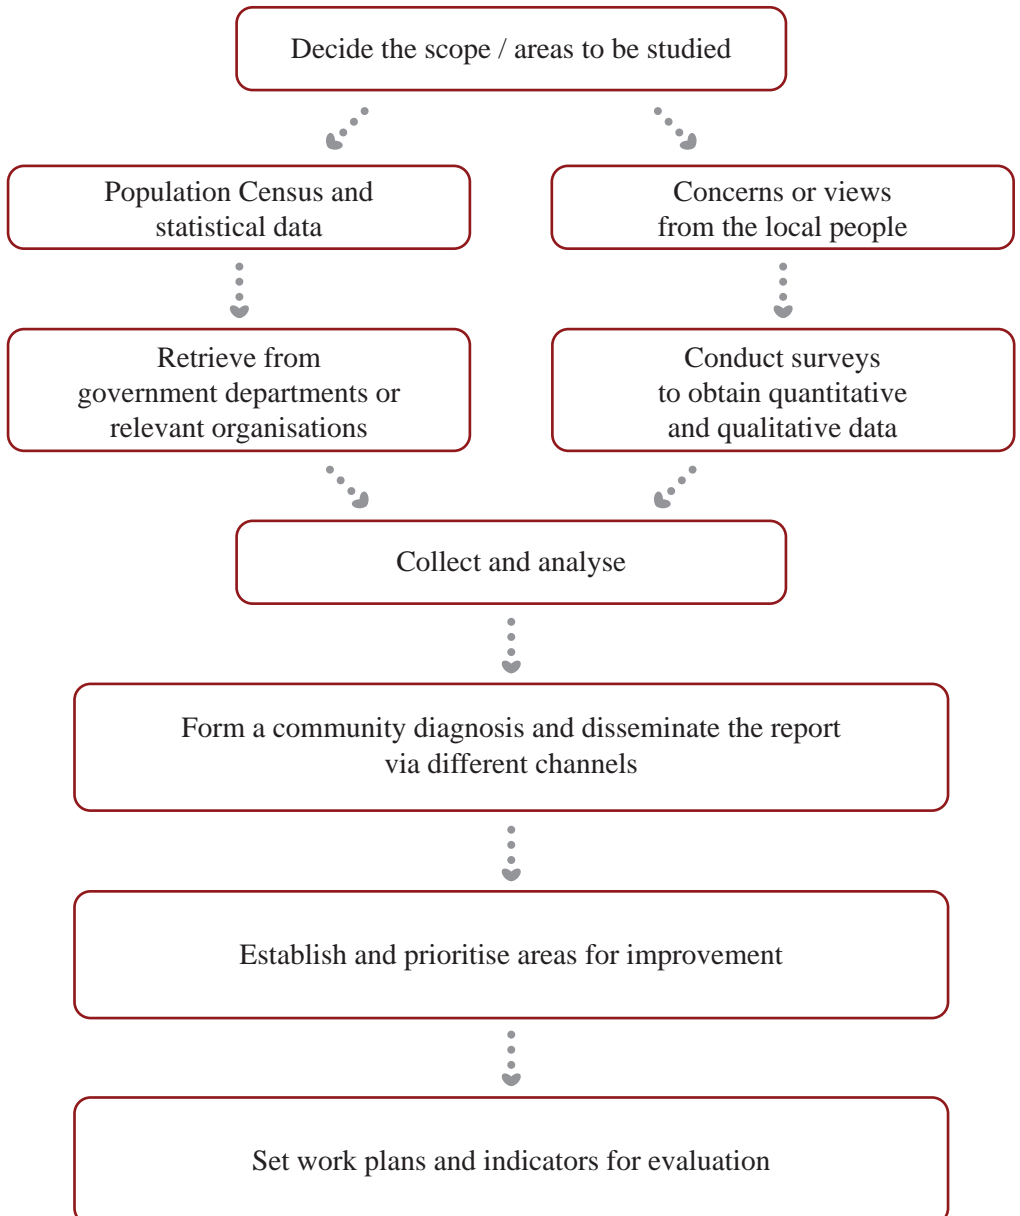 Decide the scope / areas to be studied
Population Census and
statistical data
Concerns or views
from the local people
Retrieve from
government departments or
relevant organisations
Conduct surveys
to obtain quantitative
and qualitative data
Collect and analyse
Form a community diagnosis and disseminate the report
via different channels
Establish and prioritise areas for improvement
Set work plans and indicators for evaluation